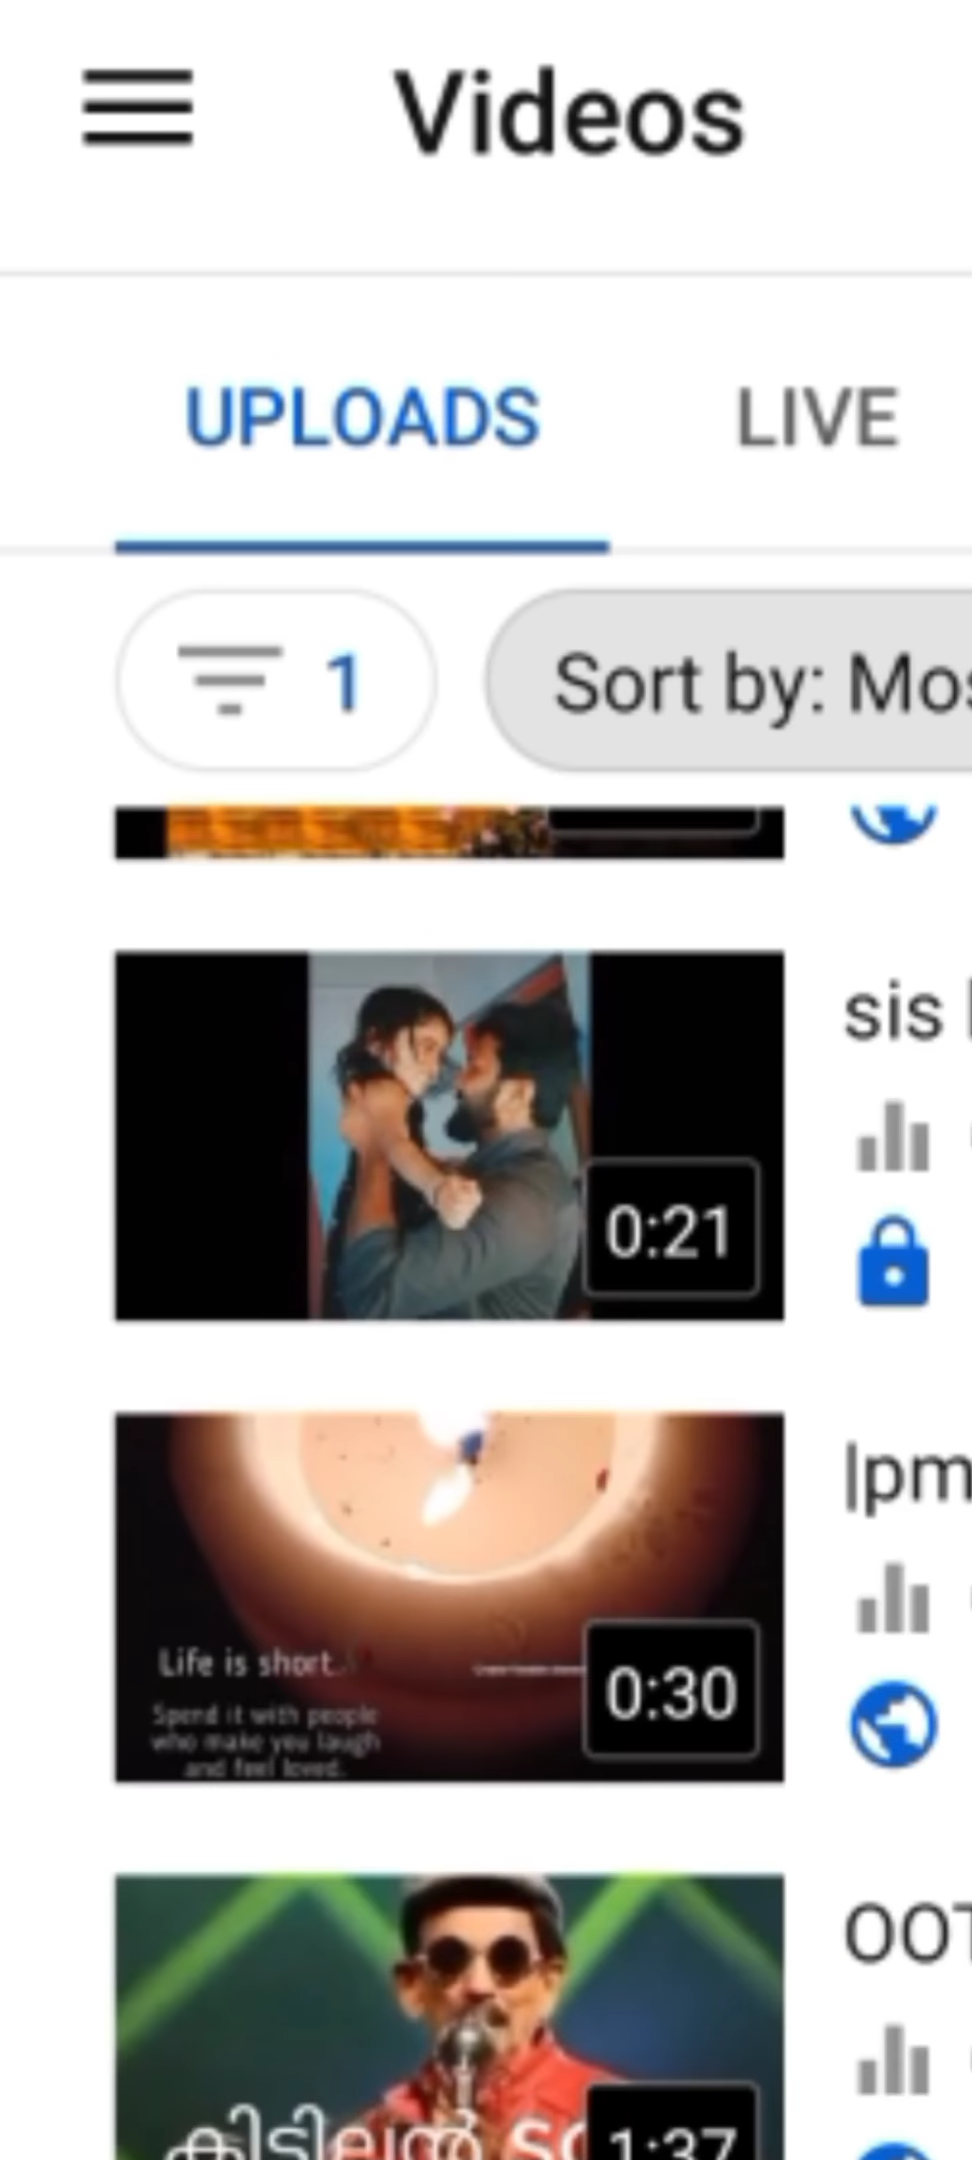 Videos
UPLOADS
LIVE
1
Sort by: Mos
sis
0:21
lpm
Life is short.
Spend it with people
who make you laugh
and feel loved.
0:30
OOT
കിടിലൻ SO
1:37